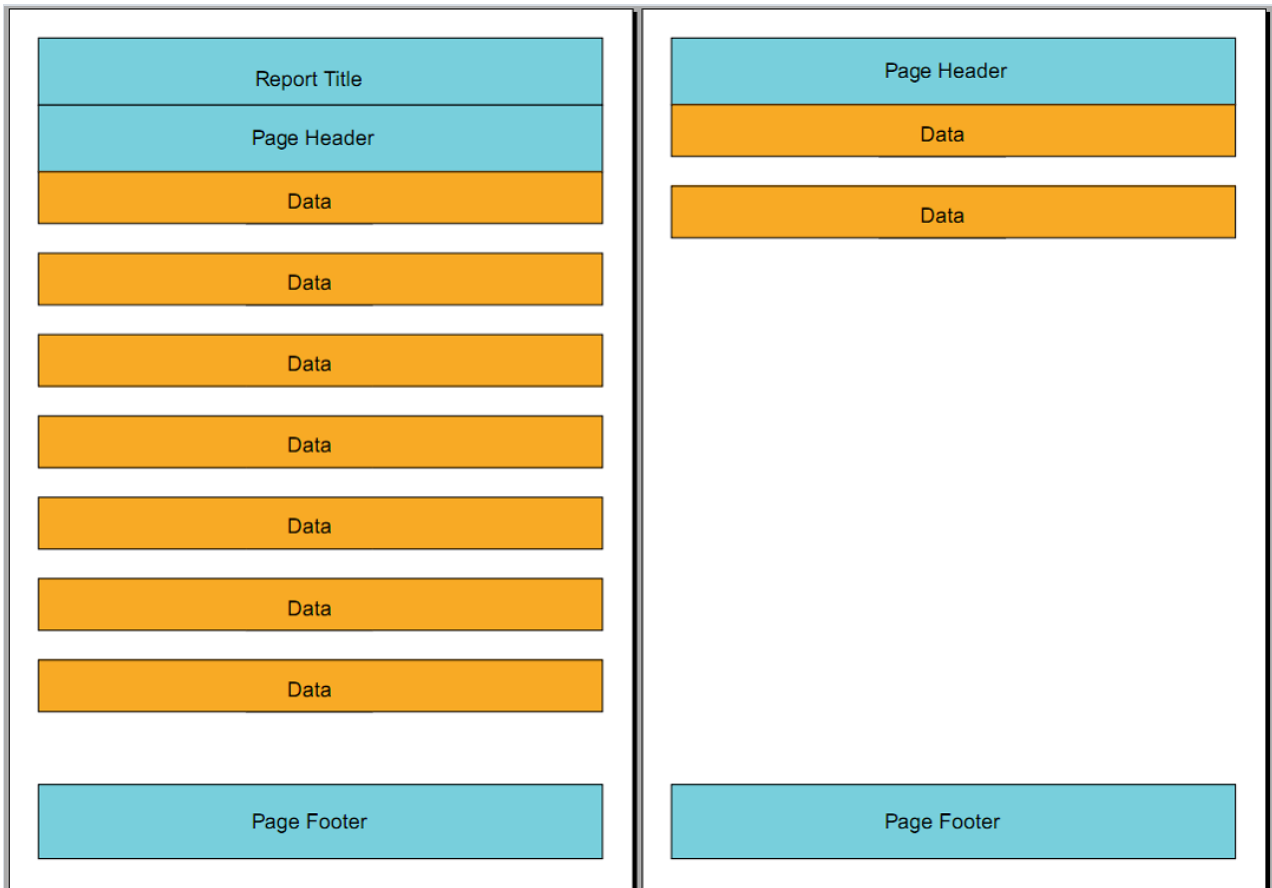 Report Title
Page Header
Data
Data
Data
Data
Data
Data
Data
Page Footer
Page Header
Data
Data
Page Footer